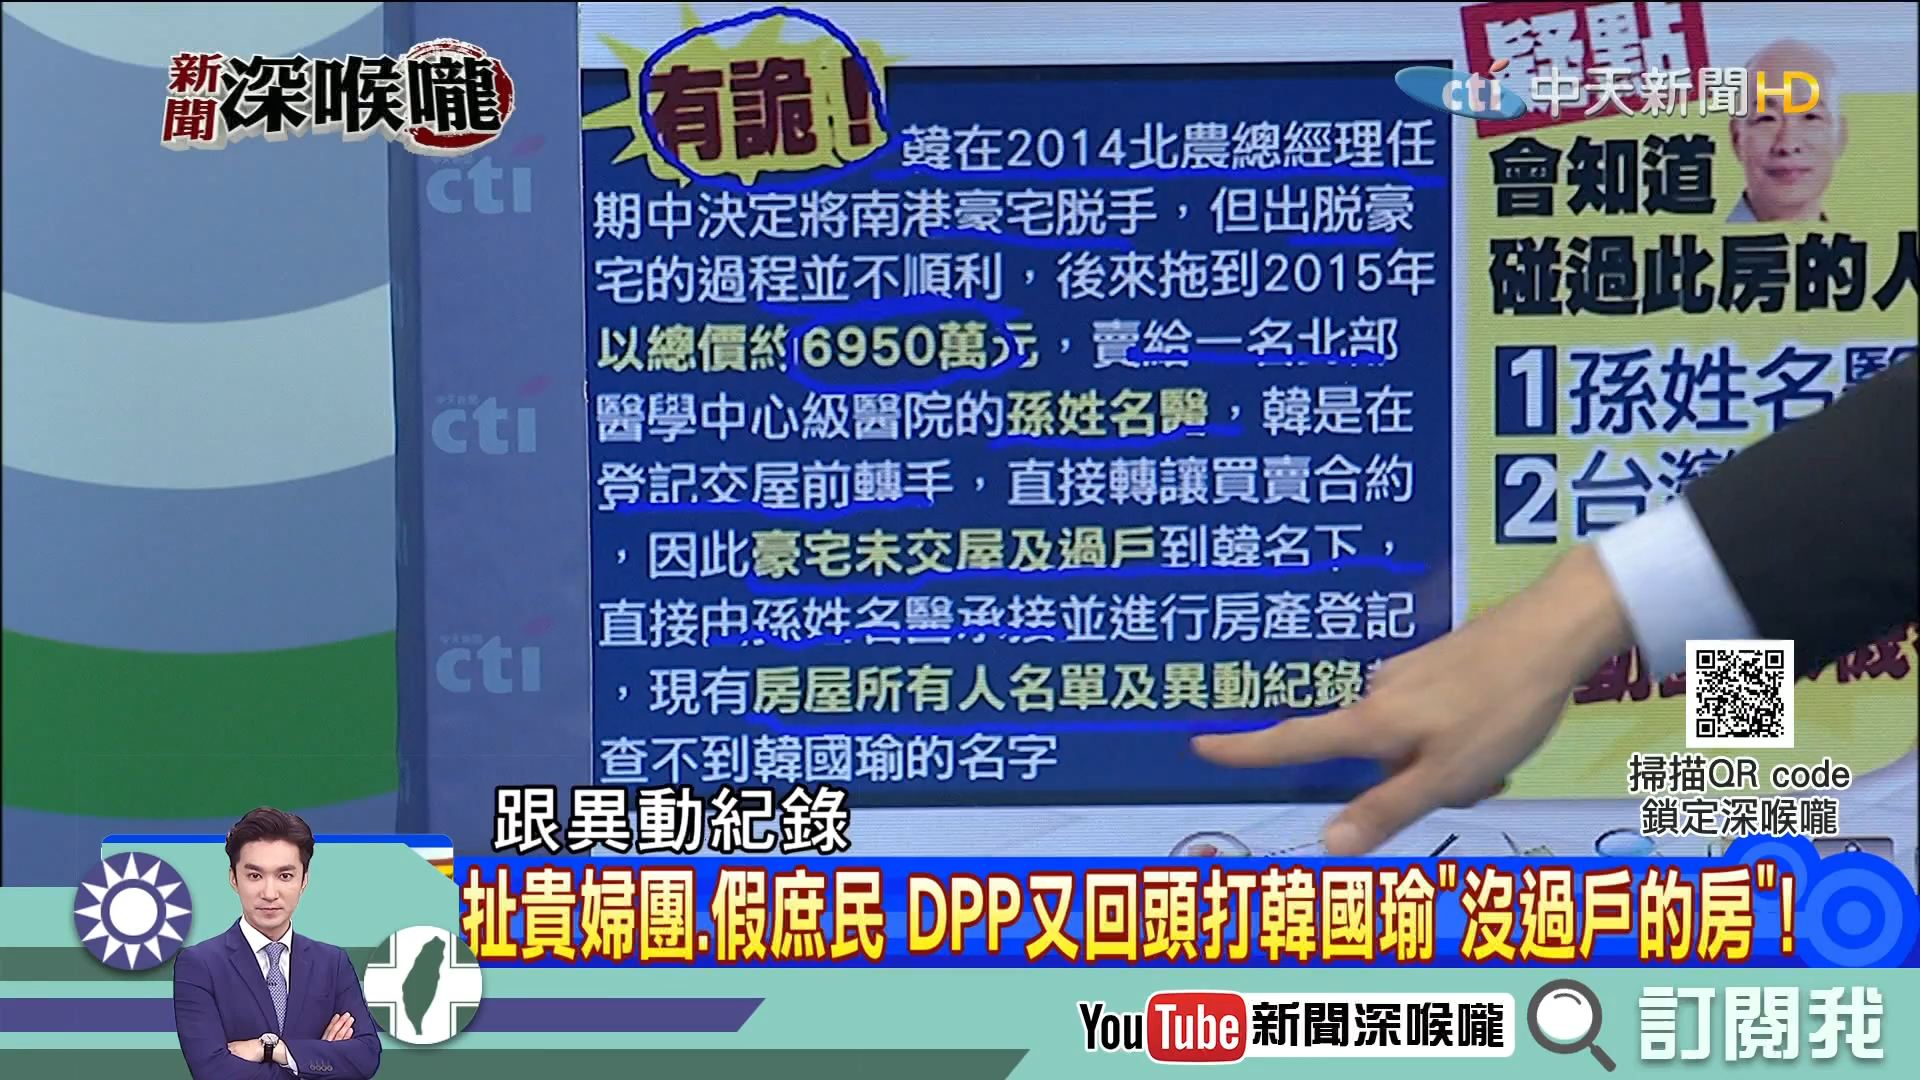 新聞深喉嚨
cti
cti
cti
有詭！
韓在2014北農總經理任
期中決定將南港豪宅脫手，但出脫豪
宅的過程並不順利，後來拖到2015年
以總價約6950萬元，賣給一名北部
醫學中心級醫院的孫姓名醫，韓是在
登記交屋前轉手，直接轉讓買賣合約
，因此豪宅未交屋及過戶到韓名下，
直接由孫姓名醫承接並進行房產登記
，現有房屋所有人名單及異動紀錄
查不到韓國瑜的名字
疑點
cti 中天新聞HD
會知道
碰過此房的人
1 孫姓名醫
2 台灣
掃描QR code
鎖定深喉嚨
跟異動紀錄
扯貴婦團.假庶民 DPP又回頭打韓國瑜"沒過戶的房"!
YouTube 新聞深喉嚨
訂閱我